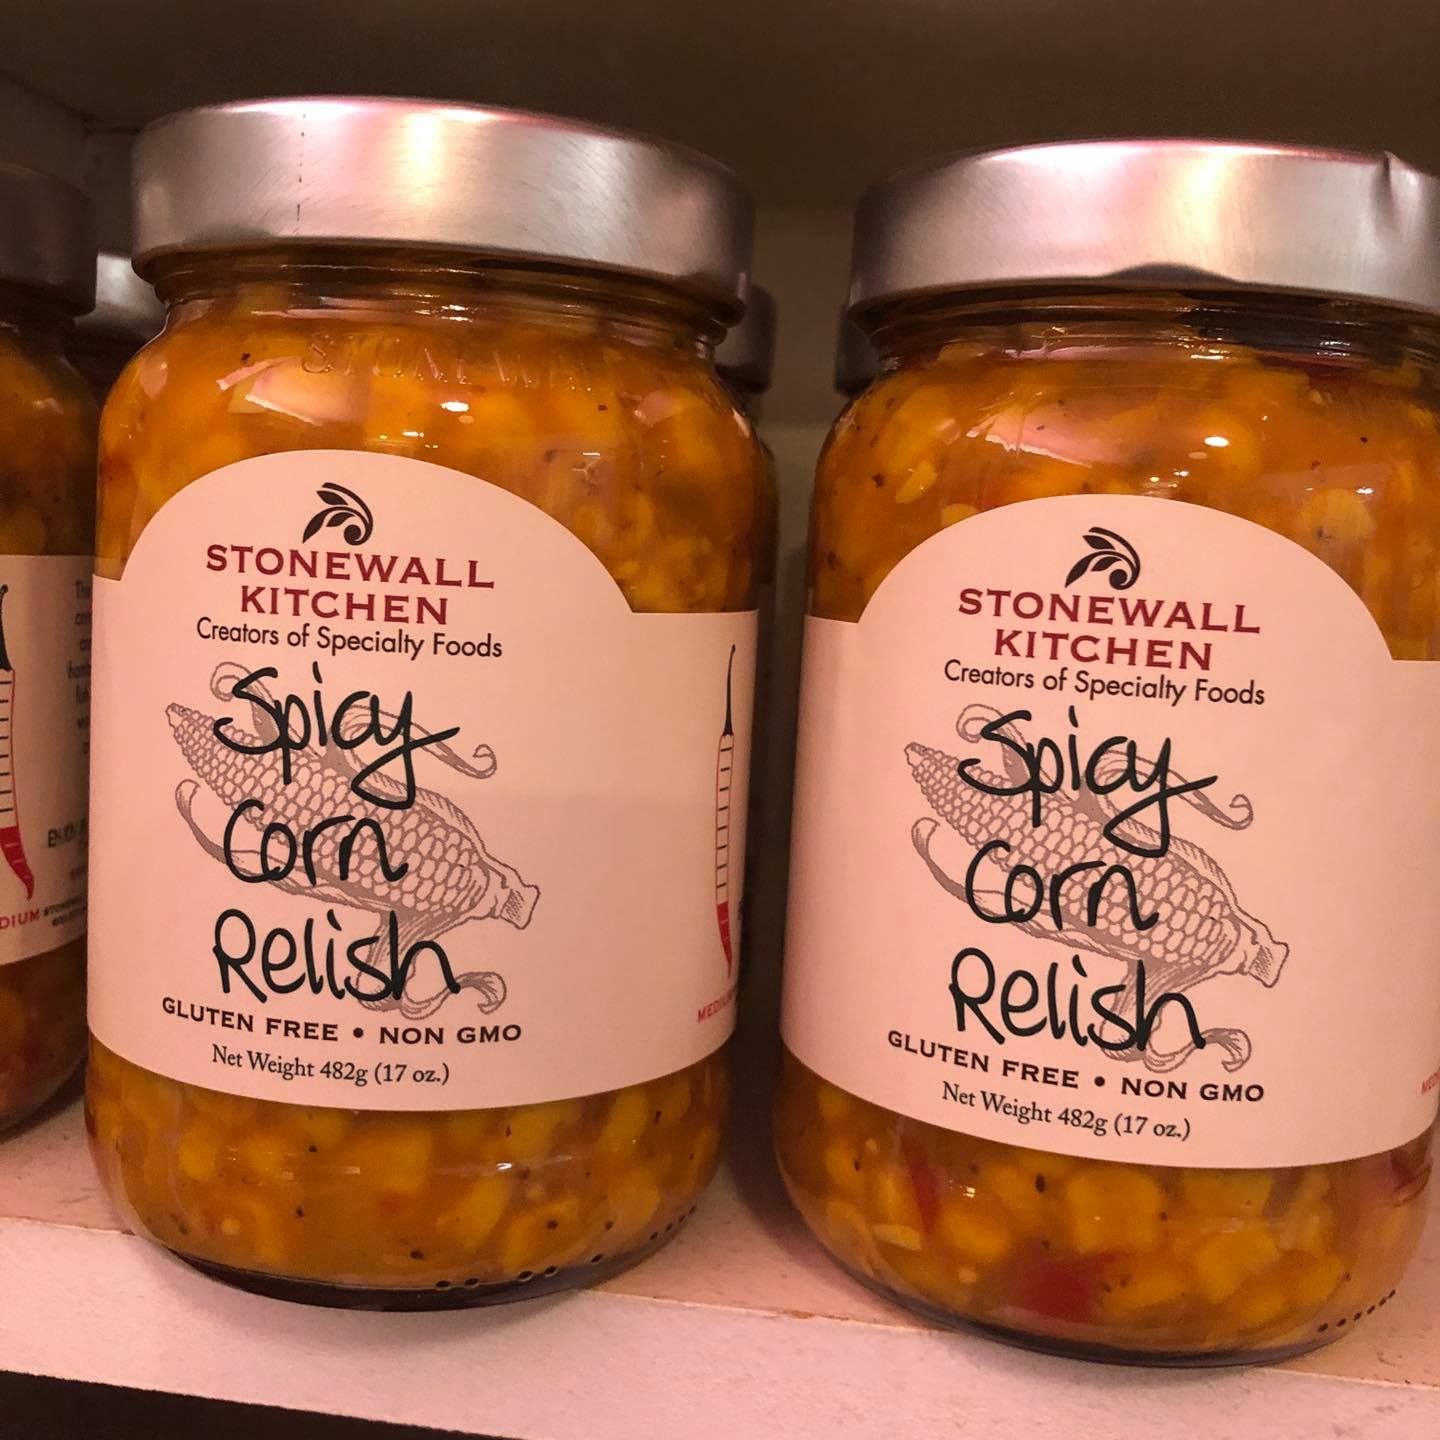 STONEWALL
STONEWALL
KITCHEN
Creators of Specialty Foods
Spicy
Corn
Relish
GLUTEN FREE • NON GMO
Net Weight 482g (17 oz.)
STONEWALL
KITCHEN
Creators of Specialty Foods
Spicy
Corn
Relish
GLUTEN FREE • NON GMO
Net Weight 482g (17 oz.)